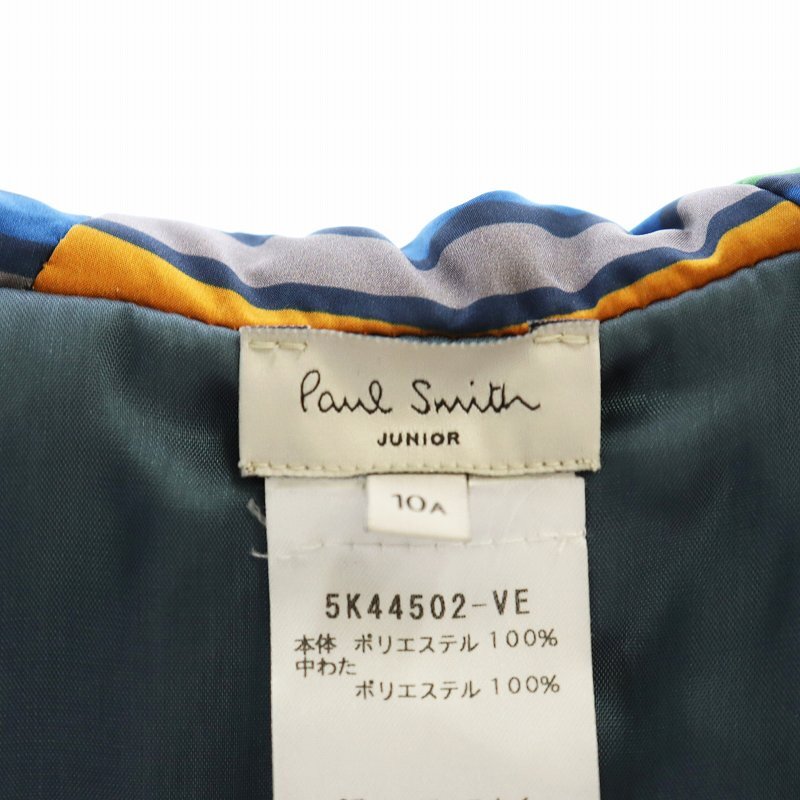 Paul Smith
JUNIOR
10A
5K44502-VE
本体 ポリエステル 100%
中わた
ポリエステル 100%